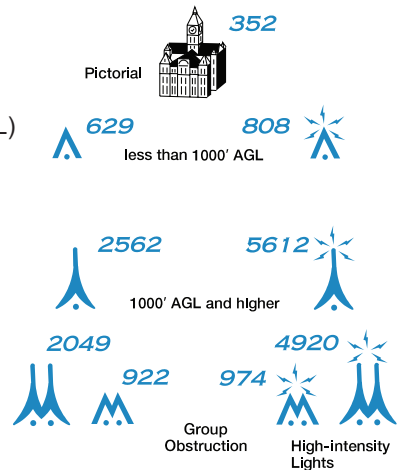 352
Pictorial
L)
629
808
less than 1000' AGL
2562
5612
1000' AGL and higher
2049
4920
922
974
Group
Obstruction
High-intensity
Lights